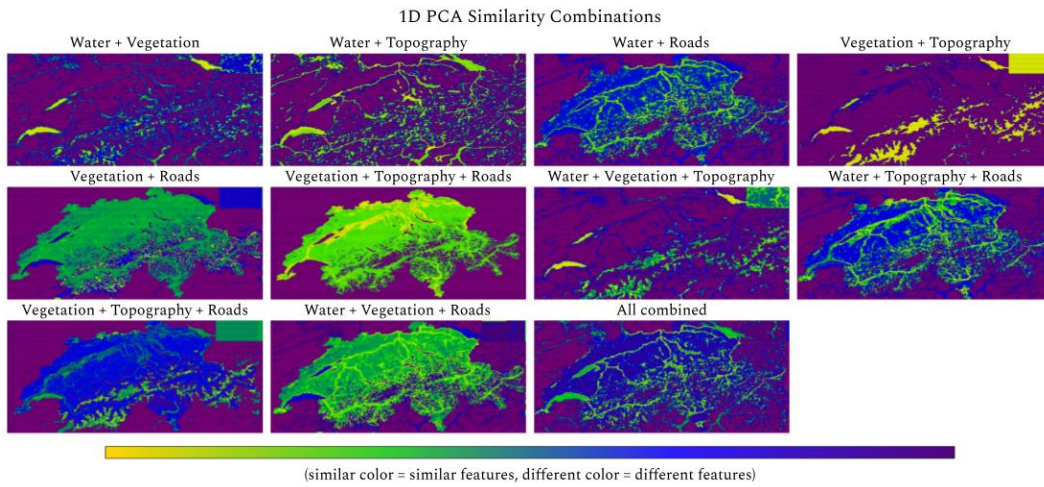 1D PCA Similarity Combinations
Water + Vegetation
Water + Topography
Water + Roads
Vegetation + Topography
Vegetation + Roads
Vegetation + Topography + Roads
Water + Vegetation + Topography
Water + Topography + Roads
Vegetation + Topography + Roads
Water + Vegetation + Roads
All combined
(similar color = similar features, different color = different features)